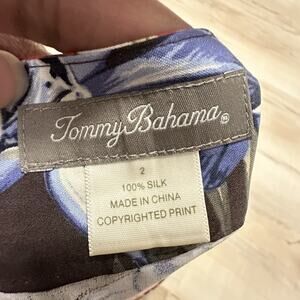 Tommy Bahama®
2
100% SILK
MADE IN CHINA
COPYRIGHTED PRINT